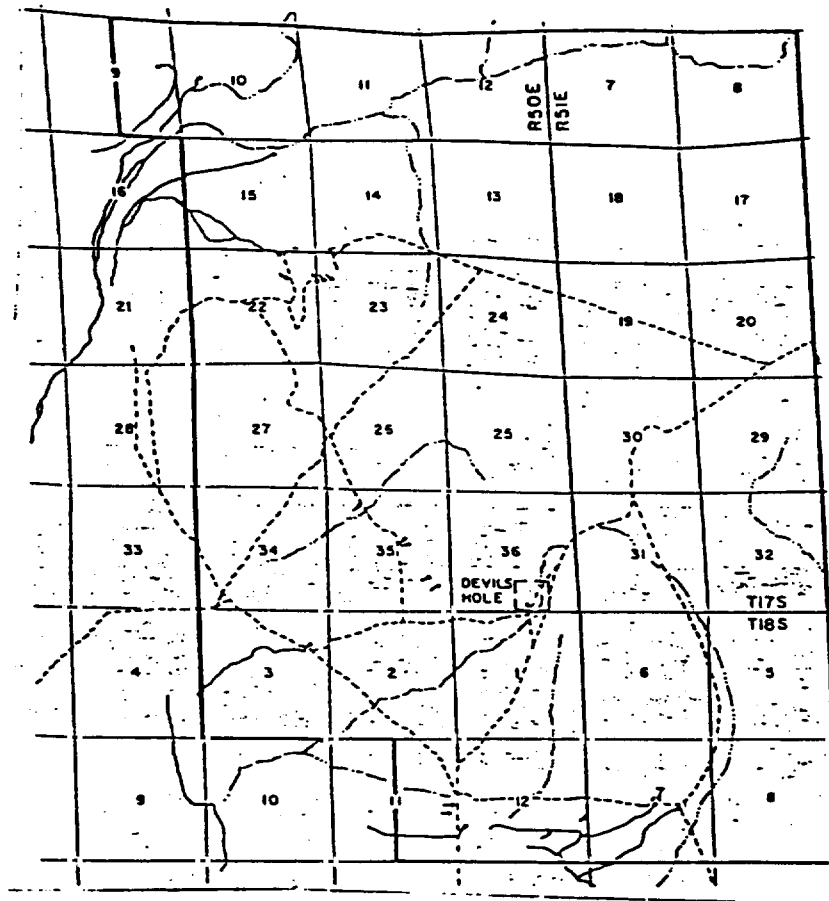 9 10 11 12 7 8
R50E
R51E
16 15 14 13 18 17
21 22 23 24 19 20
28 27 26 25 30 29
33 34 35 36 31 32
DEVILS
HOLE
T17S
T18S
4 3 2 1 6 5
9 10 11 12 7 8